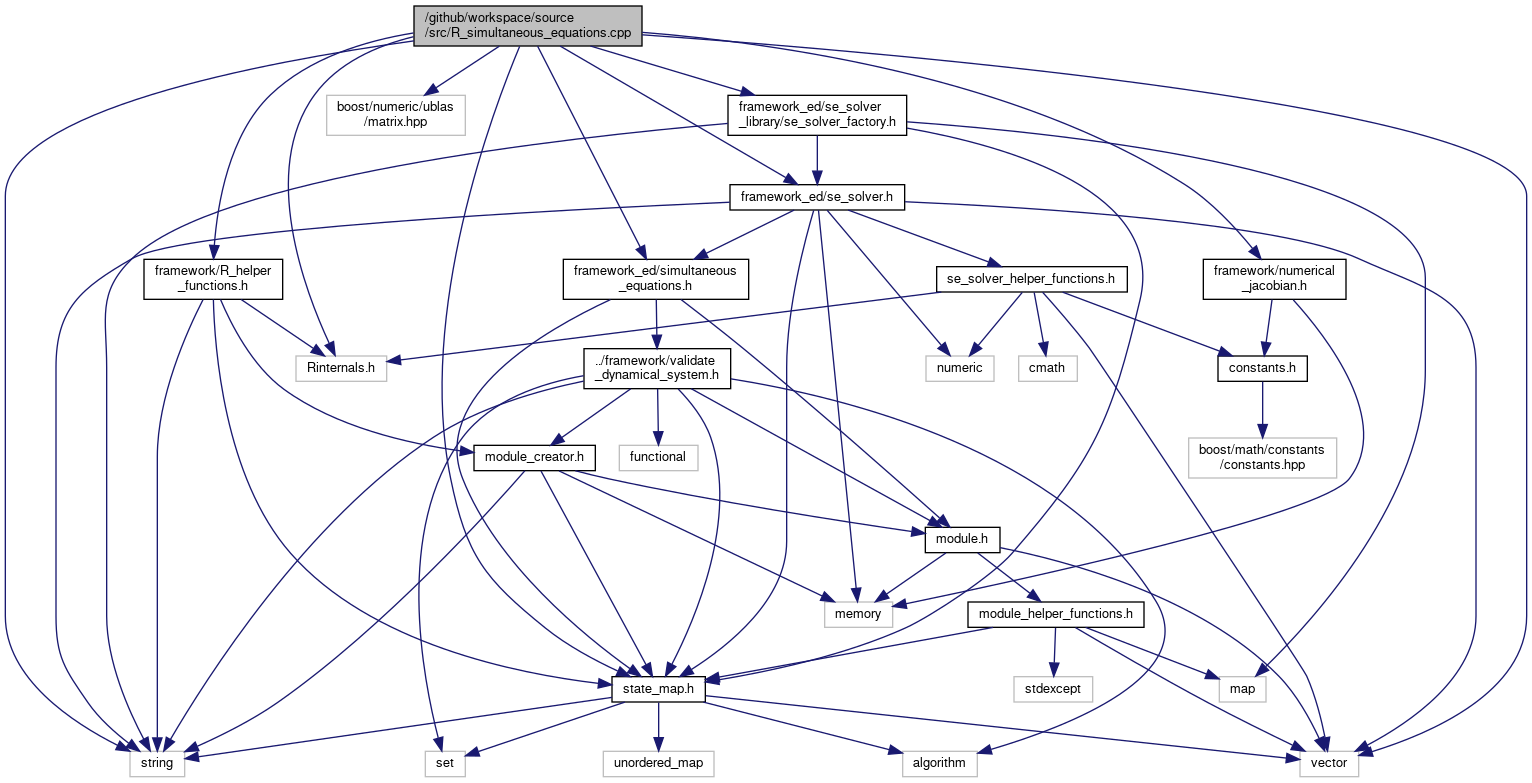 /github/workspace/source
/src/R_simultaneous_equations.cpp
boost/numeric/ublas
/matrix.hpp
framework_ed/se_solver
_library/se_solver_factory.h
framework_ed/se_solver.h
framework/R_helper
_functions.h
framework_ed/simultaneous
_equations.h
se_solver_helper_functions.h
framework/numerical
_jacobian.h
Rinternals.h
../framework/validate
_dynamical_system.h
numeric
cmath
constants.h
module_creator.h
functional
boost/math/constants
/constants.hpp
module.h
memory
module_helper_functions.h
state_map.h
stdexcept
map
string
set
unordered_map
algorithm
vector